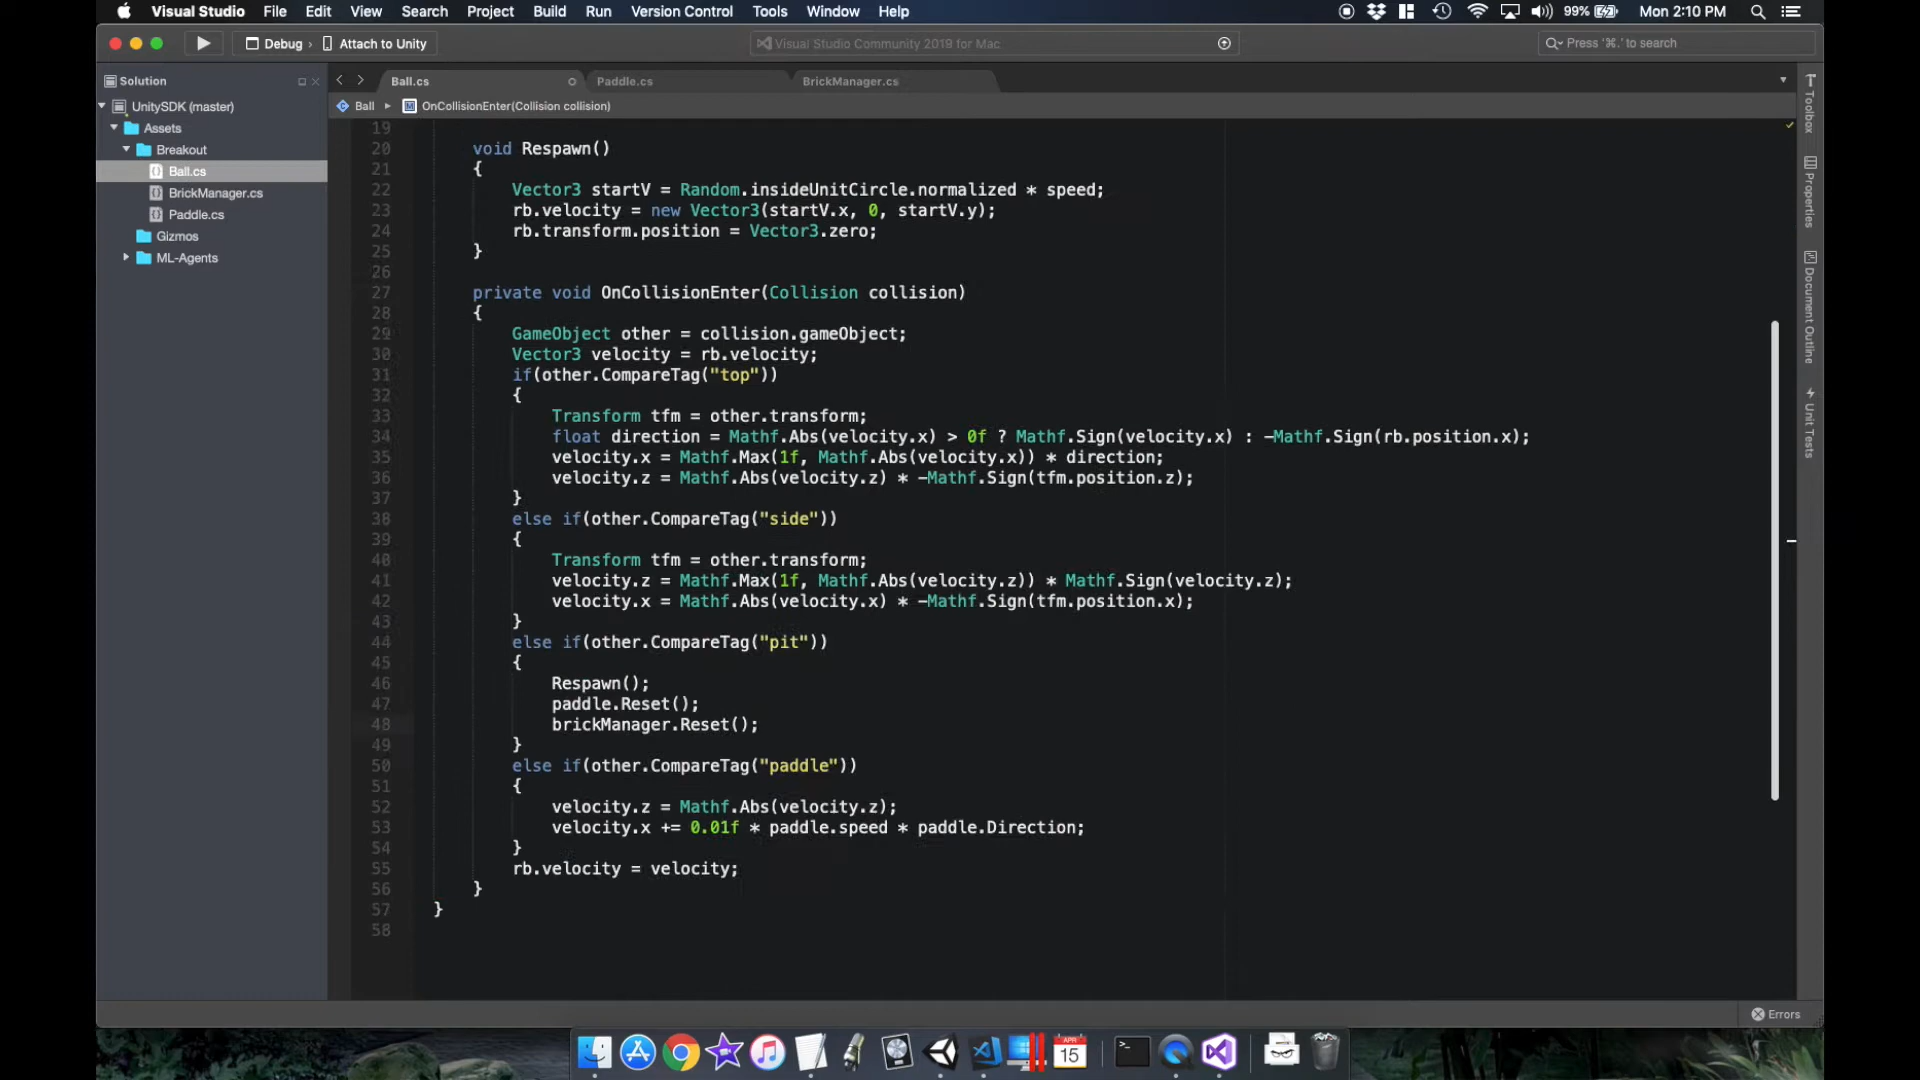 Visual Studio File Edit View Search Project Build Run Version Control Tools Window Help 99% Mon 2:10 PM
Debug › Attach to Unity Visual Studio Community 2019 for Mac Press '⌘.' to search
Solution Ball.cs Paddle.cs BrickManager.cs
UnitySDK (master)
Assets
Breakout
Ball.cs
BrickManager.cs
Paddle.cs
Gizmos
ML-Agents
Ball OnCollisionEnter(Collision collision)
19
20 void Respawn()
21 {
22 Vector3 startV = Random.insideUnitCircle.normalized * speed;
23 rb.velocity = new Vector3(startV.x, 0, startV.y);
24 rb.transform.position = Vector3.zero;
25 }
26
27 private void OnCollisionEnter(Collision collision)
28 {
29 GameObject other = collision.gameObject;
30 Vector3 velocity = rb.velocity;
31 if(other.CompareTag("top"))
32 {
33 Transform tfm = other.transform;
34 float direction = Mathf.Abs(velocity.x) > 0f ? Mathf.Sign(velocity.x) : -Mathf.Sign(rb.position.x);
35 velocity.x = Mathf.Max(1f, Mathf.Abs(velocity.x)) * direction;
36 velocity.z = Mathf.Abs(velocity.z) * -Mathf.Sign(tfm.position.z);
37 }
38 else if(other.CompareTag("side"))
39 {
40 Transform tfm = other.transform;
41 velocity.z = Mathf.Max(1f, Mathf.Abs(velocity.z)) * Mathf.Sign(velocity.z);
42 velocity.x = Mathf.Abs(velocity.x) * -Mathf.Sign(tfm.position.x);
43 }
44 else if(other.CompareTag("pit"))
45 {
46 Respawn();
47 paddle.Reset();
48 brickManager.Reset();
49 }
50 else if(other.CompareTag("paddle"))
51 {
52 velocity.z = Mathf.Abs(velocity.z);
53 velocity.x += 0.01f * paddle.speed * paddle.Direction;
54 }
55 rb.velocity = velocity;
56 }
57 }
58
Toolbox
Properties
Document Outline
Unit Tests
Errors
APR
15